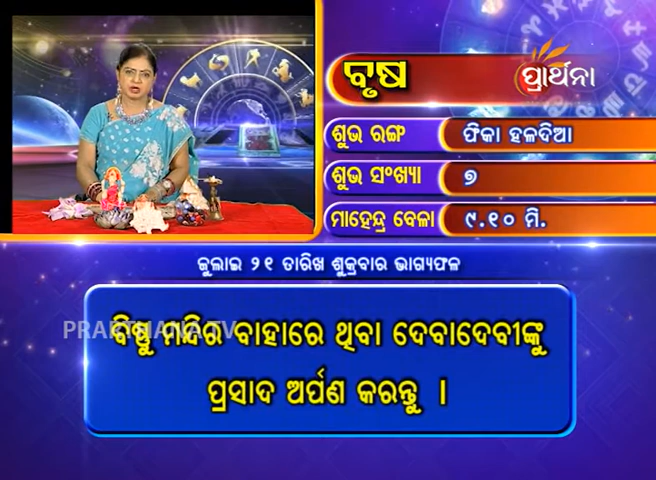 ବୃଷ
ପ୍ରାର୍ଥନା
ଶୁଭ ରଙ୍ଗ ଫିକା ହଳଦିଆ
ଶୁଭ ସଂଖ୍ୟା ୭
ମାହେନ୍ଦ୍ର ବେଳା ୯.୧୦ ମି.
ଜୁଲାଇ ୨୧ ତାରିଖ ଶୁକ୍ରବାର ଭାଗ୍ୟଫଳ
PRARTHANA TV
ବିଷ୍ଣୁ ମନ୍ଦିର ବାହାରେ ଥିବା ଦେବାଦେବୀଙ୍କୁ
ପ୍ରସାଦ ଅର୍ପଣ କରନ୍ତୁ ।